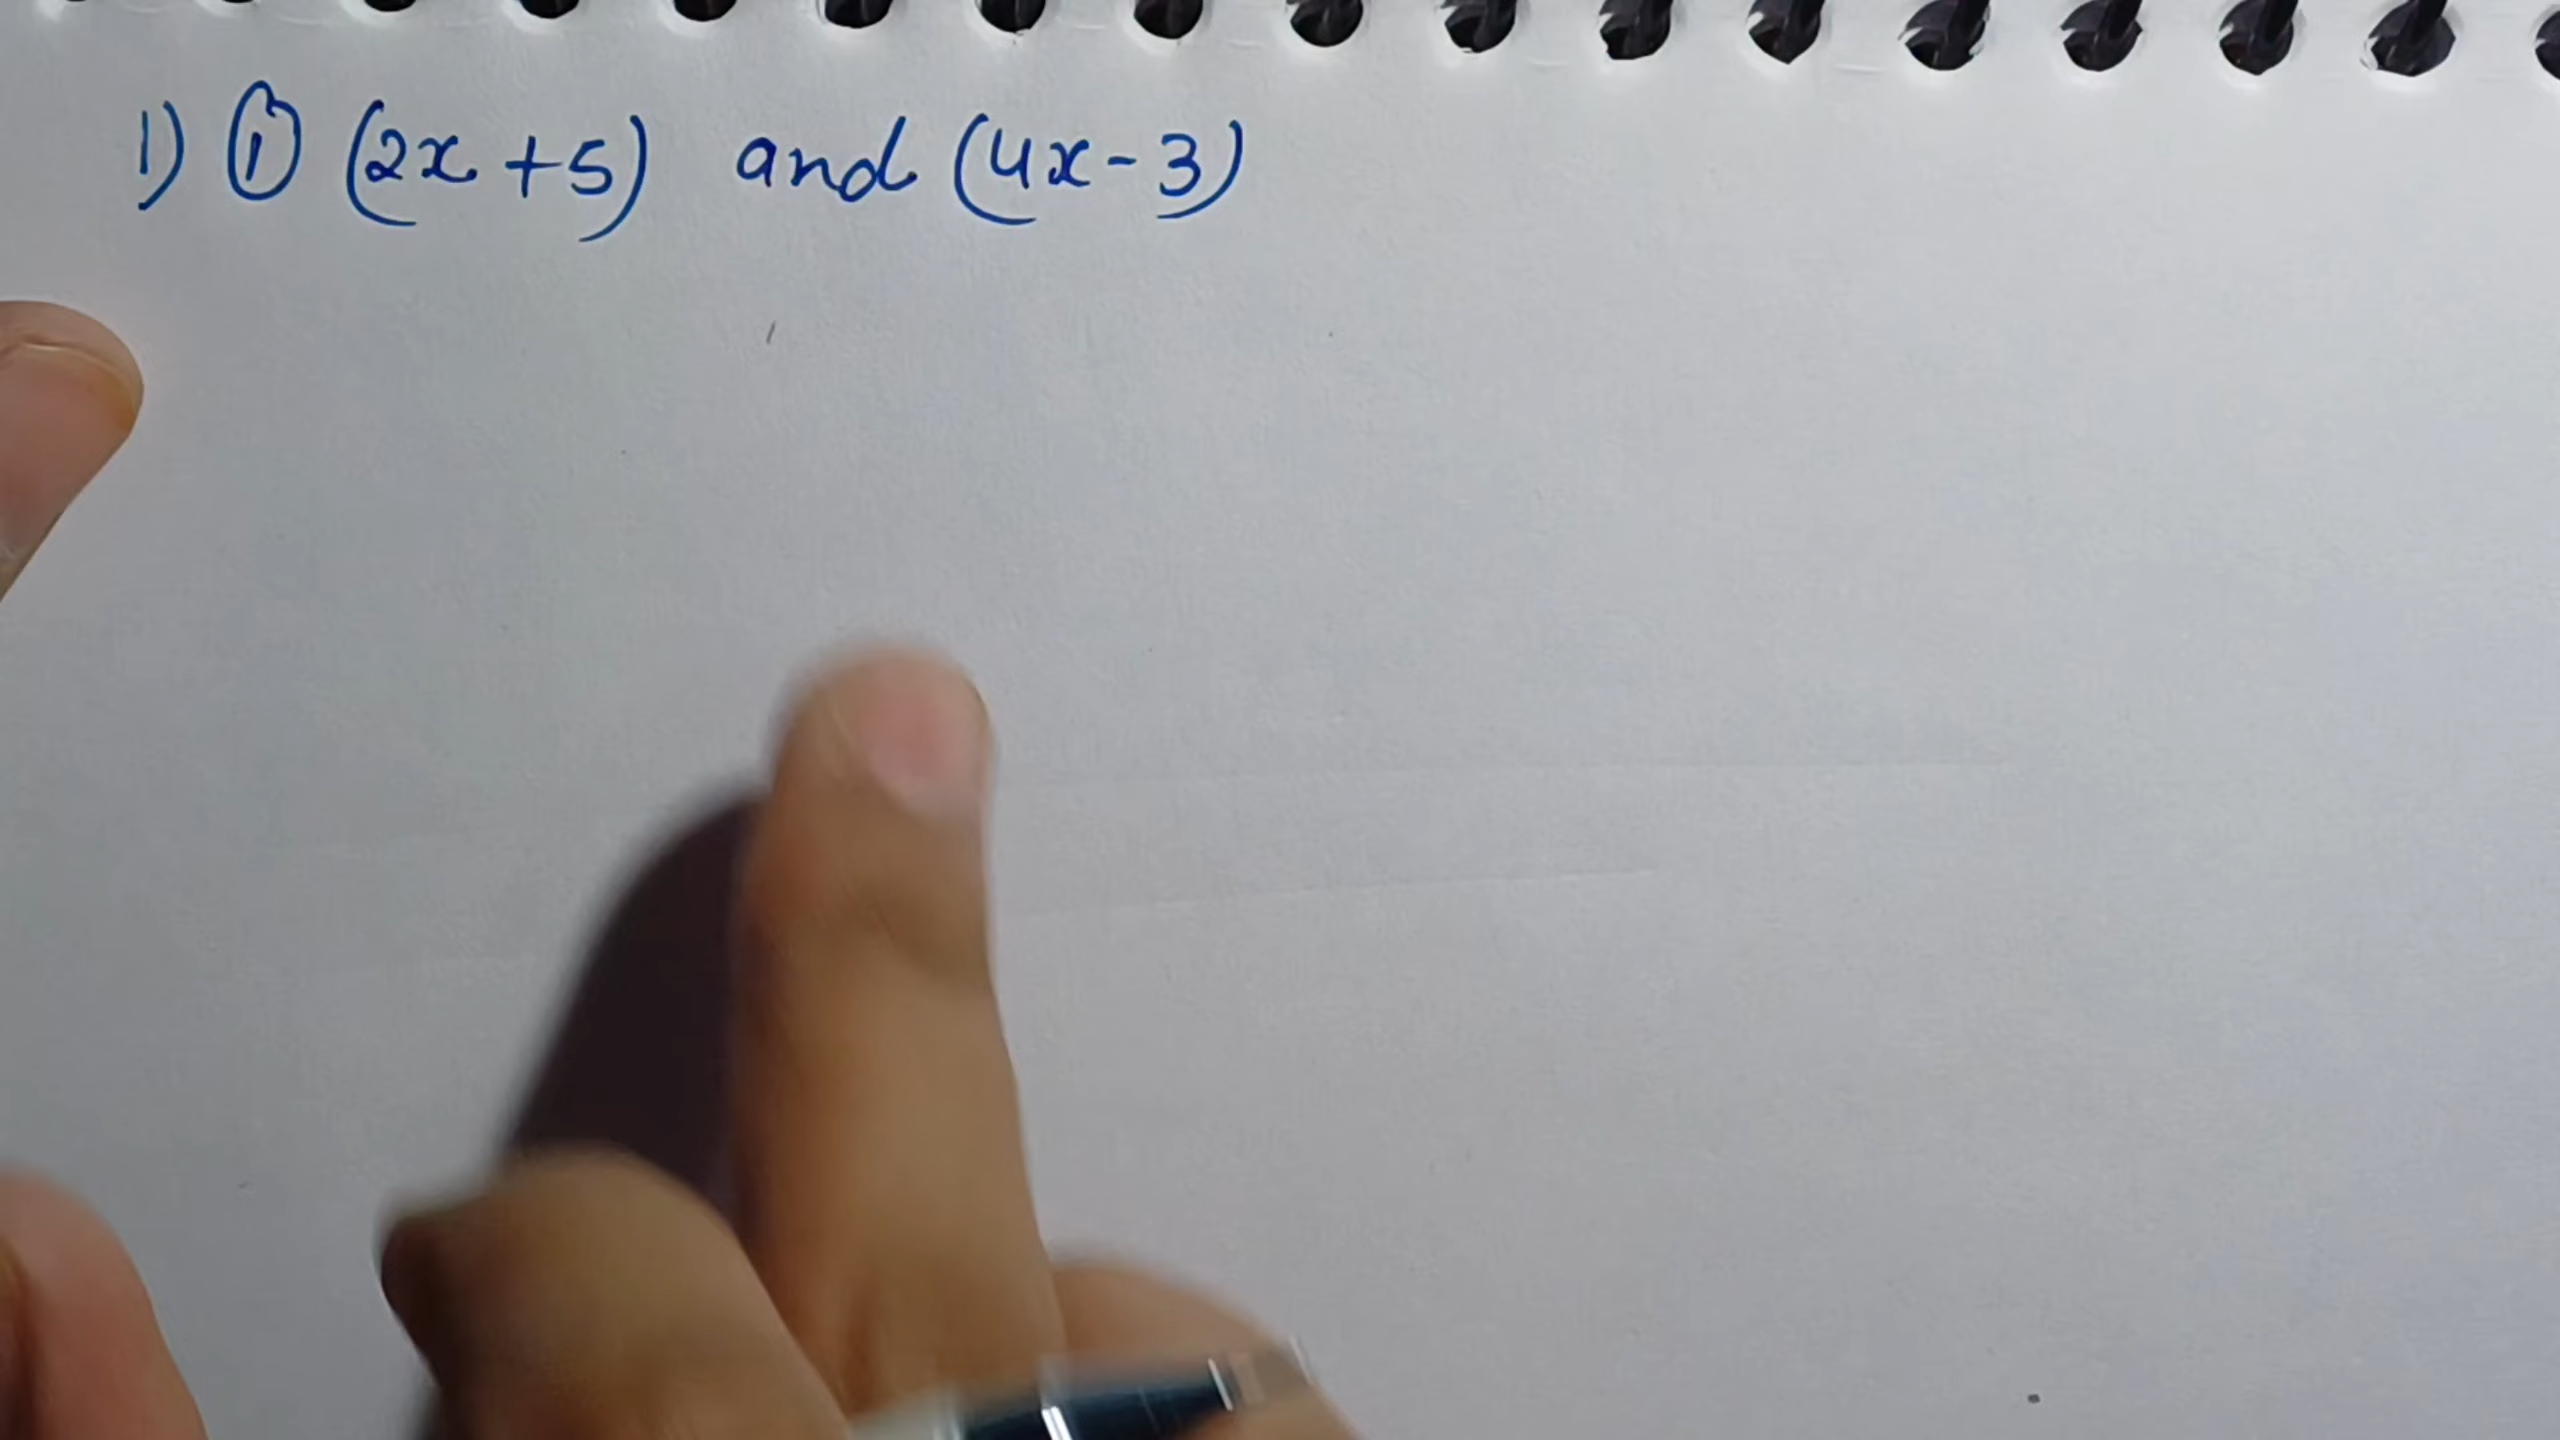 1) ⓘ (2x + 5) and (4x - 3)